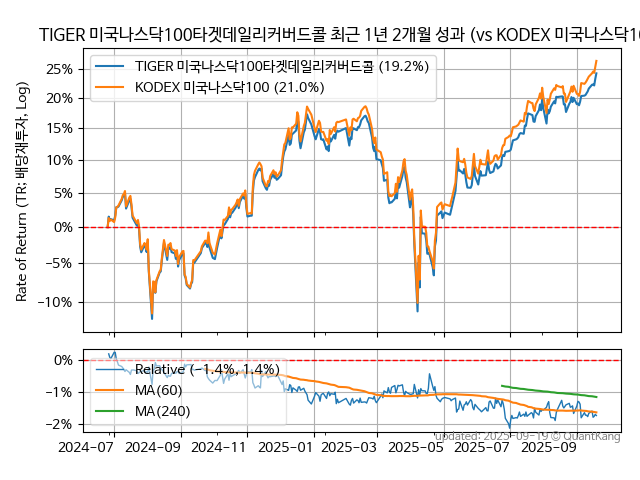 TIGER 미국나스닥100타겟데일리커버드콜 최근 1년 2개월 성과 (vs KODEX 미국나스닥10
TIGER 미국나스닥100타겟데일리커버드콜 (19.2%)
KODEX 미국나스닥100 (21.0%)
25%
20%
15%
10%
5%
0%
−5%
−10%
Rate of Return (TR: 배당재투자, Log)
Relative (−1.4%, 1.4%)
MA(60)
MA(240)
0%
−1%
−2%
2024-07 2024-09 2024-11 2025-01 2025-03 2025-05 2025-07 2025-09
updated: 2025-09-19 © QuantKang